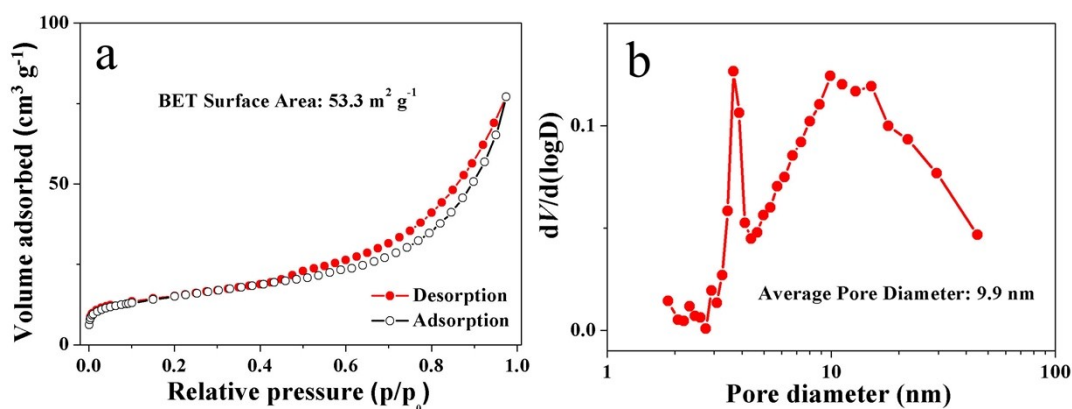 a
BET Surface Area: 53.3 m² g⁻¹
Volume adsorbed (cm³ g⁻¹)
100
50
0
Desorption
Adsorption
0.0 0.2 0.4 0.6 0.8 1.0
Relative pressure (p/p₀)
b
dV/d(logD)
0.1
0.0
Average Pore Diameter: 9.9 nm
1 10 100
Pore diameter (nm)